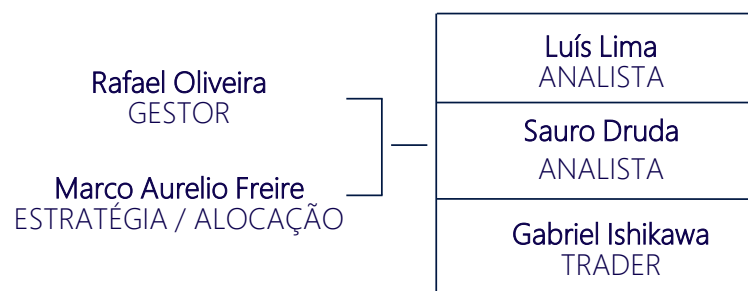 Rafael Oliveira
GESTOR
Marco Aurelio Freire
ESTRATÉGIA / ALOCAÇÃO
Luís Lima
ANALISTA
Sauro Druda
ANALISTA
Gabriel Ishikawa
TRADER